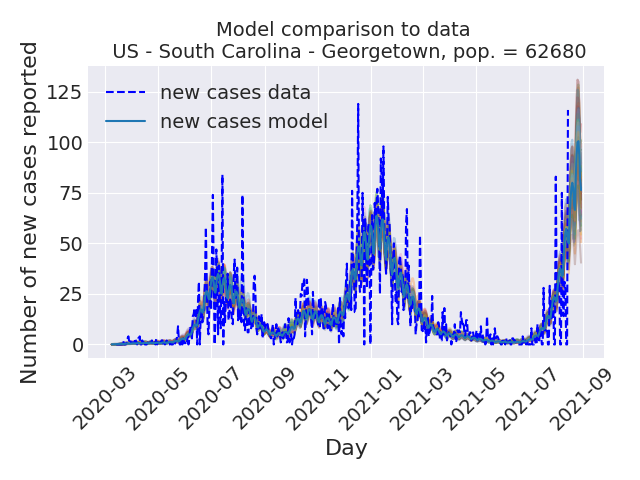 Model comparison to data
US - South Carolina - Georgetown, pop. = 62680
Number of new cases reported
125
100
75
50
25
0
new cases data
new cases model
2020-03
2020-05
2020-07
2020-09
2020-11
2021-01
2021-03
2021-05
2021-07
2021-09
Day